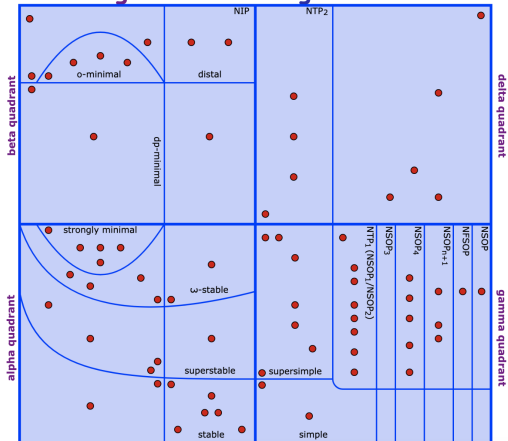 NIP
NTP2
o-minimal
distal
beta quadrant
delta quadrant
dp-minimal
strongly minimal
ω-stable
superstable
supersimple
stable
simple
NTP1 (NSOP1/NSOP2)
NSOP3
NSOP4
NSOPn+1
NFSOP
NSOP
alpha quadrant
gamma quadrant